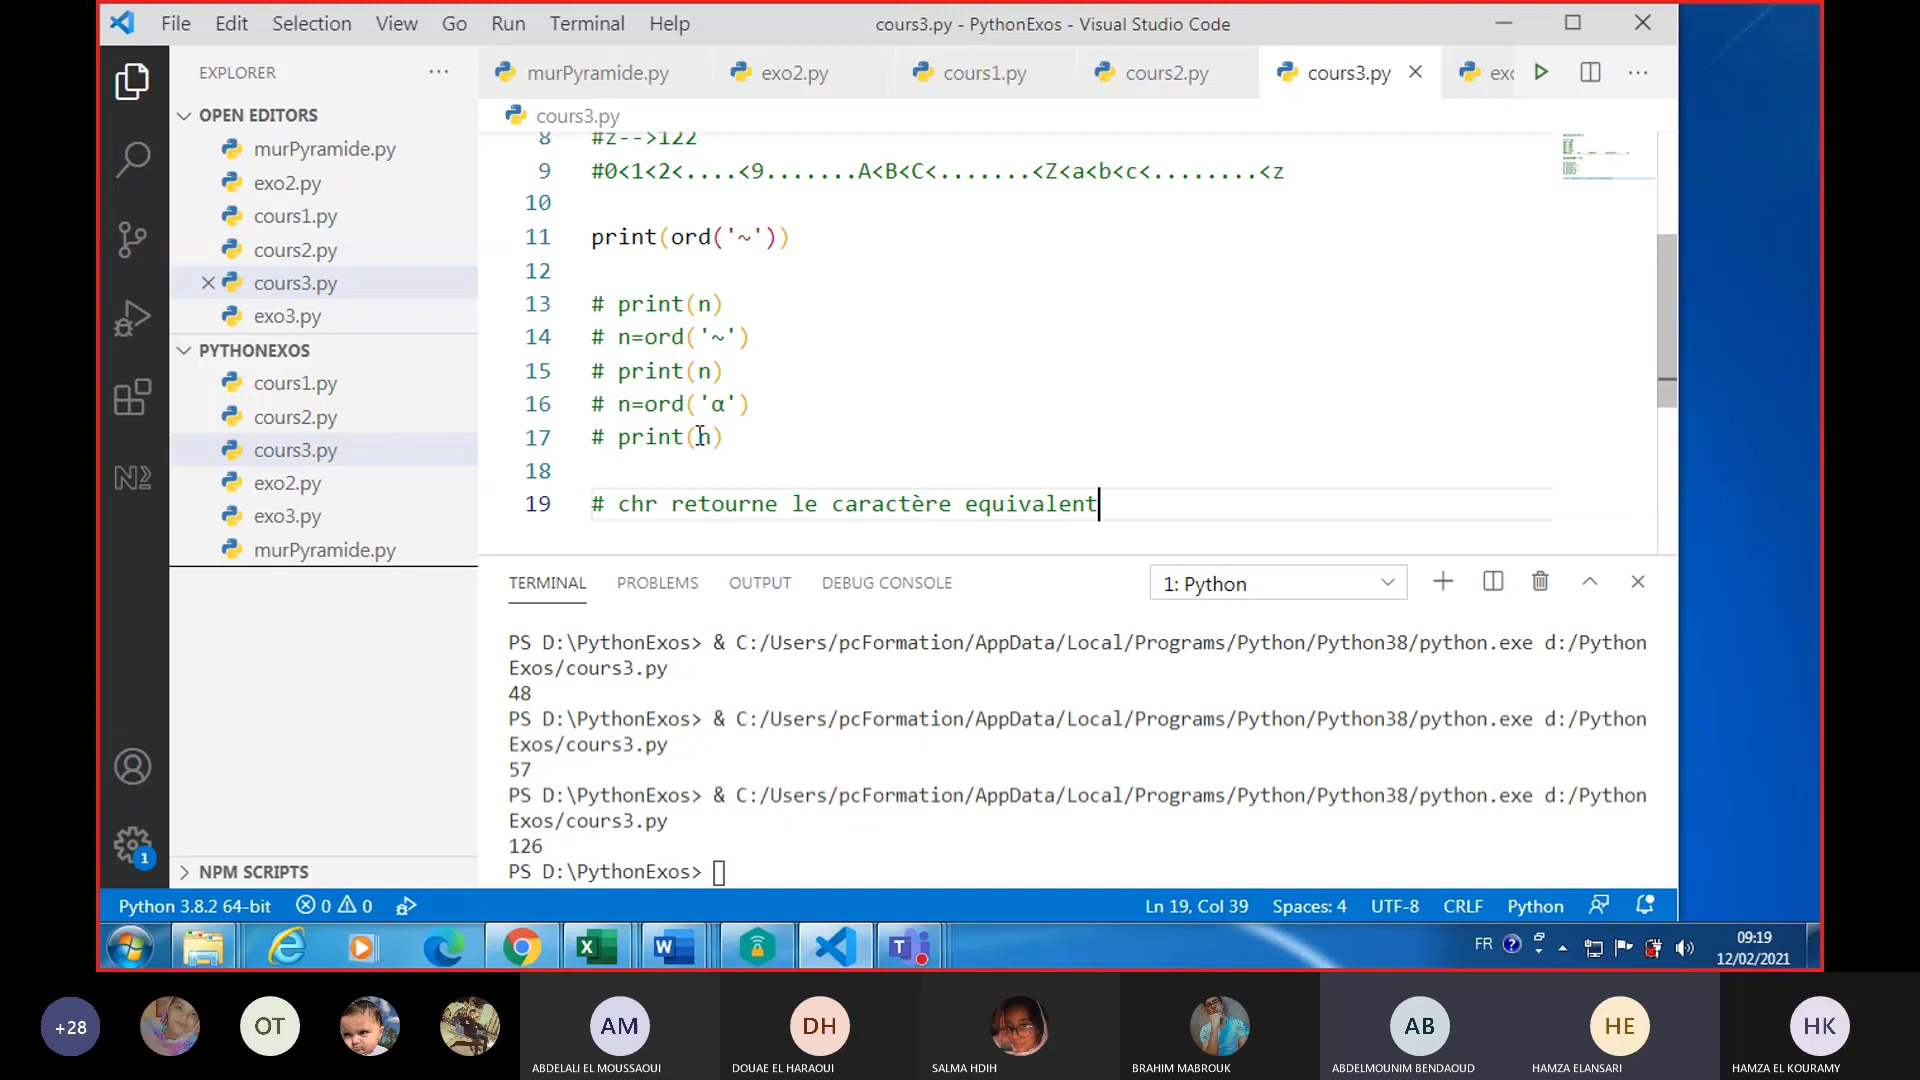 File Edit Selection View Go Run Terminal Help
cours3.py - PythonExos - Visual Studio Code
EXPLORER
OPEN EDITORS
murPyramide.py
exo2.py
cours1.py
cours2.py
cours3.py
exo3.py
PYTHONEXOS
cours1.py
cours2.py
cours3.py
exo2.py
exo3.py
murPyramide.py
NPM SCRIPTS
murPyramide.py exo2.py cours1.py cours2.py cours3.py exo
cours3.py
8 #z-->122
9 #0<1<2<....<9.......A<B<C<.......<Z<a<b<c<........<z
10
11 print(ord('~'))
12
13 # print(n)
14 # n=ord('~')
15 # print(n)
16 # n=ord('α')
17 # print(n)
18
19 # chr retourne le caractère equivalent
TERMINAL PROBLEMS OUTPUT DEBUG CONSOLE
1: Python
PS D:\PythonExos> & C:/Users/pcFormation/AppData/Local/Programs/Python/Python38/python.exe d:/Python
Exos/cours3.py
48
PS D:\PythonExos> & C:/Users/pcFormation/AppData/Local/Programs/Python/Python38/python.exe d:/Python
Exos/cours3.py
57
PS D:\PythonExos> & C:/Users/pcFormation/AppData/Local/Programs/Python/Python38/python.exe d:/Python
Exos/cours3.py
126
PS D:\PythonExos>
1
Python 3.8.2 64-bit 0 0
Ln 19, Col 39 Spaces: 4 UTF-8 CRLF Python
FR
09:19
12/02/2021
+28
OT
AM
DH
AB
HE
HK
ABDELALI EL MOUSSAOUI
DOUAE EL HARAOUI
SALMA HDIH
BRAHIM MABROUK
ABDELMOUNIM BENDAOUD
HAMZA ELANSARI
HAMZA EL KOURAMY